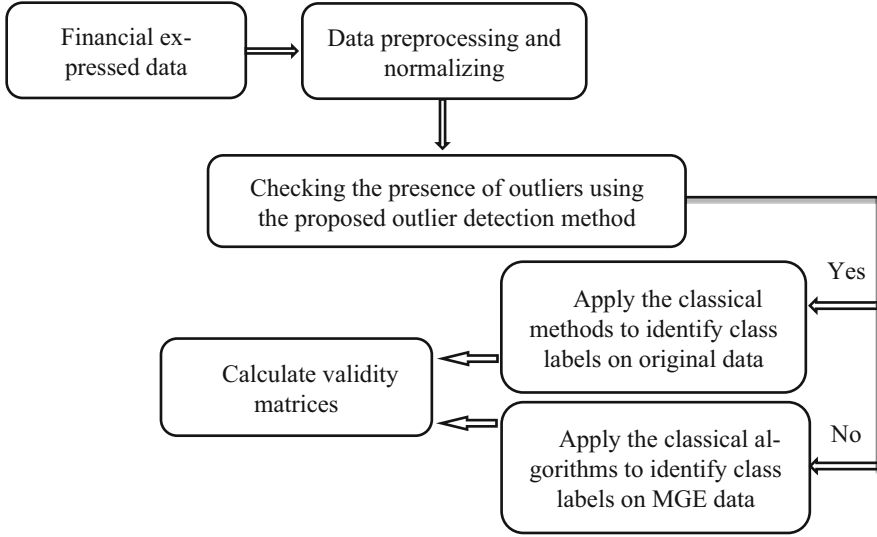 Financial ex-
pressed data
Data preprocessing and
normalizing
Checking the presence of outliers using
the proposed outlier detection method
Yes
Apply the classical
methods to identify class
labels on original data
Calculate validity
matrices
No
Apply the classical al-
gorithms to identify class
labels on MGE data